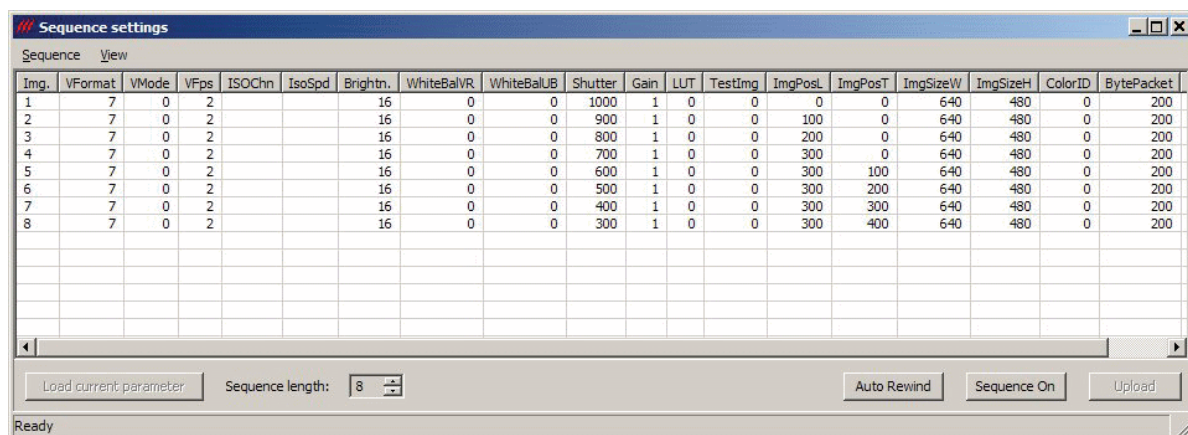 Sequence settings
Sequence View
Img. VFormat VMode VFps ISOChn IsoSpd Brightn. WhiteBalVR WhiteBalUB Shutter Gain LUT TestImg ImgPosL ImgPosT ImgSizeW ImgSizeH ColorID BytePacket
1 7 0 2 16 0 0 1000 1 0 0 0 0 640 480 0 200
2 7 0 2 16 0 0 900 1 0 0 100 0 640 480 0 200
3 7 0 2 16 0 0 800 1 0 0 200 0 640 480 0 200
4 7 0 2 16 0 0 700 1 0 0 300 0 640 480 0 200
5 7 0 2 16 0 0 600 1 0 0 300 100 640 480 0 200
6 7 0 2 16 0 0 500 1 0 0 300 200 640 480 0 200
7 7 0 2 16 0 0 400 1 0 0 300 300 640 480 0 200
8 7 0 2 16 0 0 300 1 0 0 300 400 640 480 0 200
Load current parameter Sequence length: 8 Auto Rewind Sequence On Upload
Ready